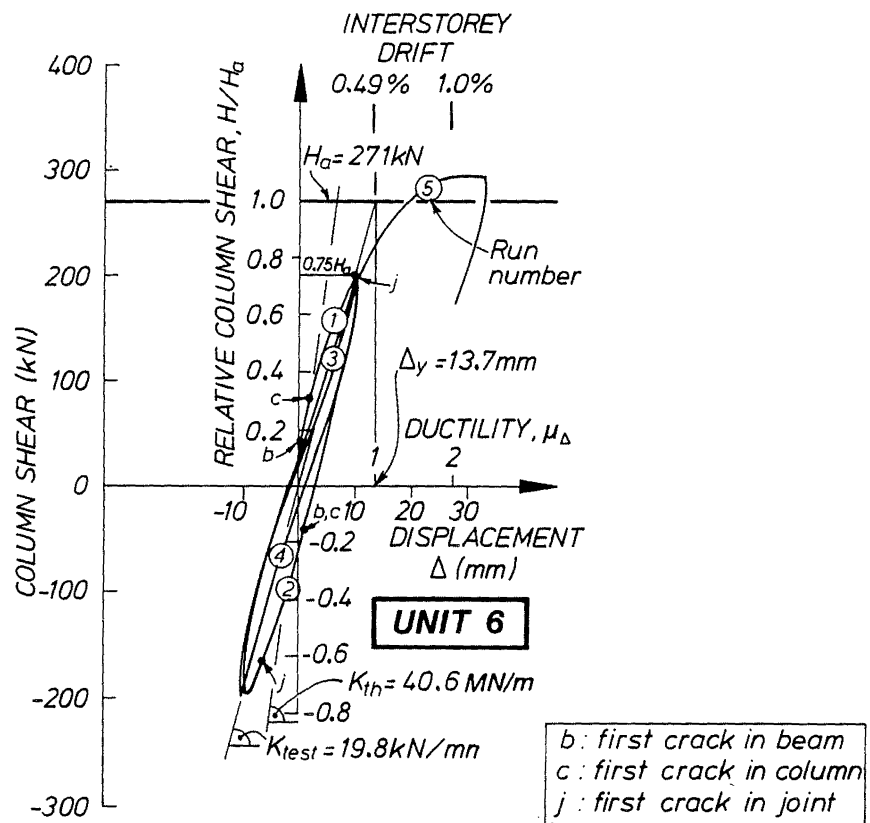 INTERSTOREY
DRIFT
0.49% 1.0%
400
300
200
100
0
-100
-200
-300
COLUMN SHEAR (kN)
RELATIVE COLUMN SHEAR, H/Ha
Ha = 271kN
1.0
0.8
0.6
0.4
0.2
-0.2
-0.4
-0.6
-0.8
0.75Ha
5
Run
number
j
1
3
c
b
Δy = 13.7mm
DUCTILITY, μΔ
1 2
-10 10 20 30
b,c
DISPLACEMENT
Δ (mm)
4
2
UNIT 6
j
Kth = 40.6 MN/m
Ktest = 19.8kN/mn
b : first crack in beam
c : first crack in column
j : first crack in joint